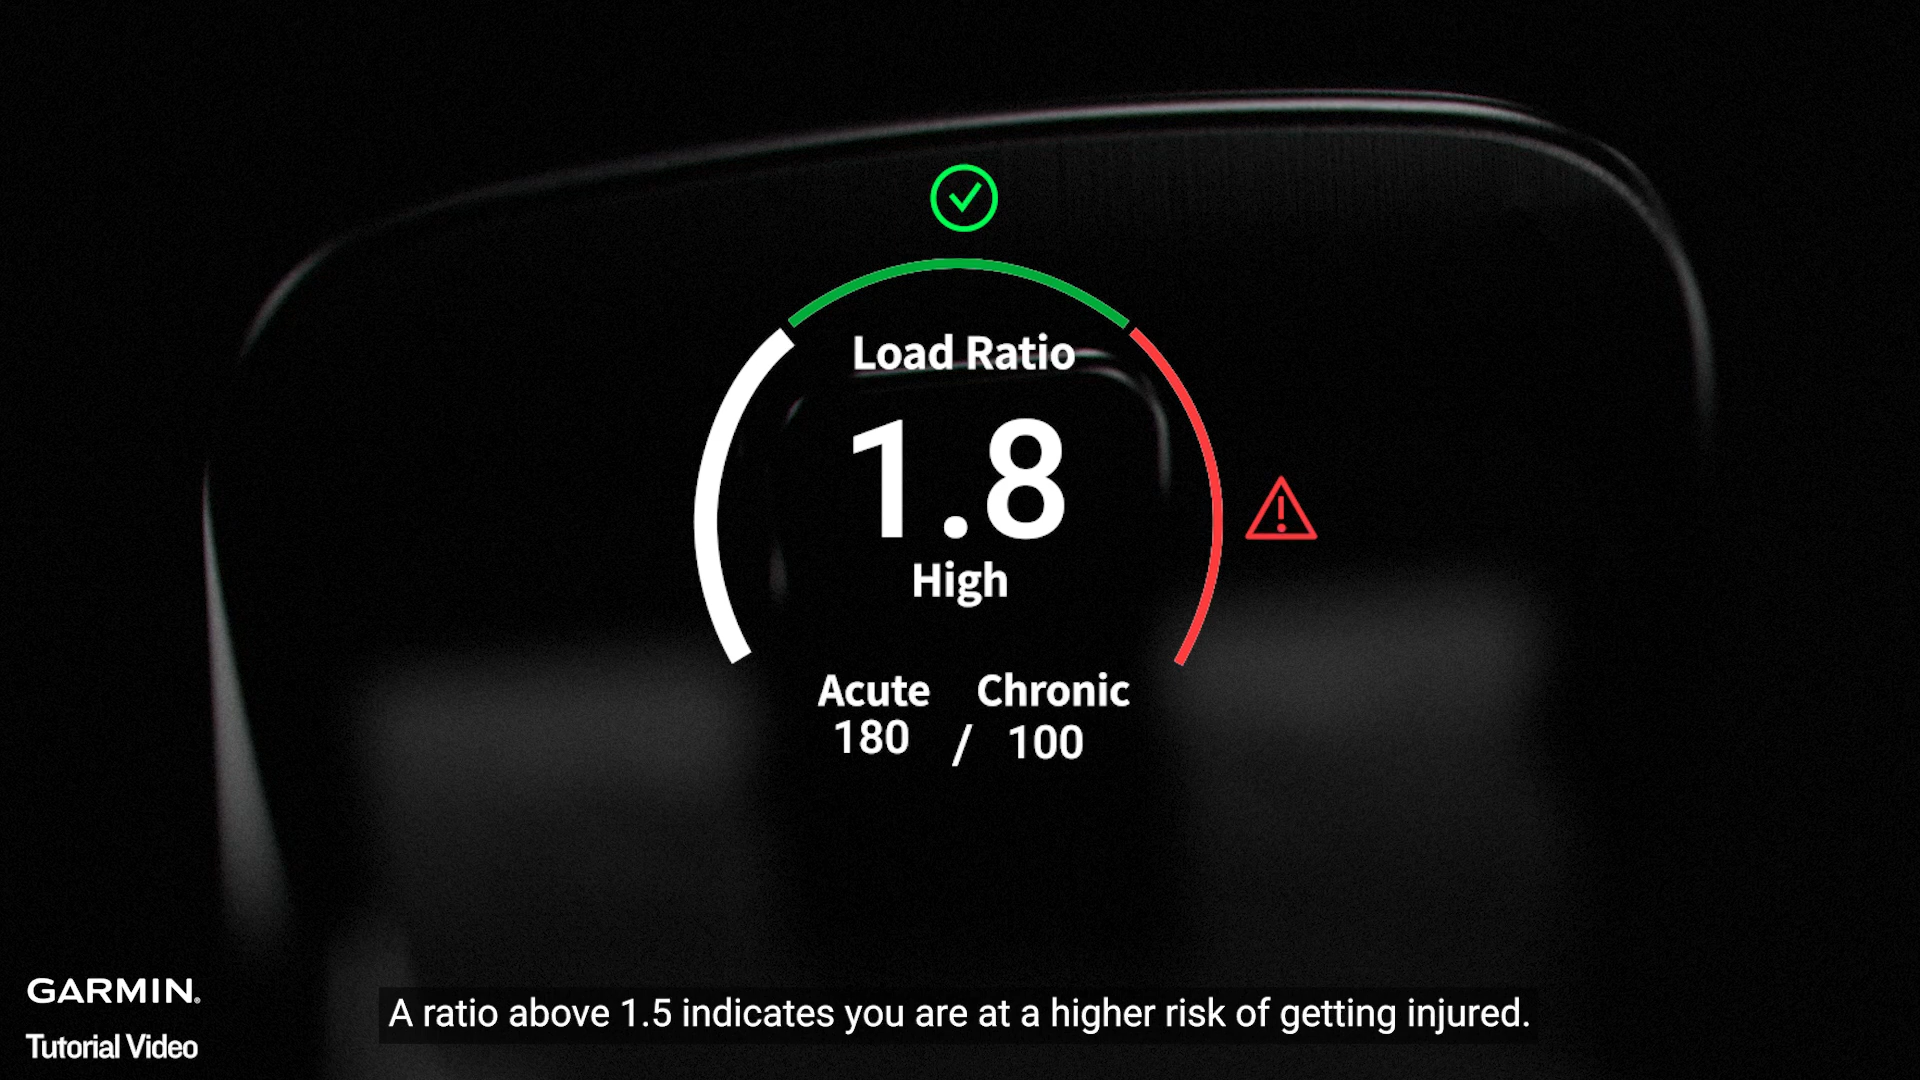 Load Ratio
1.8
High
Acute Chronic
180 / 100
GARMIN.
Tutorial Video
A ratio above 1.5 indicates you are at a higher risk of getting injured.